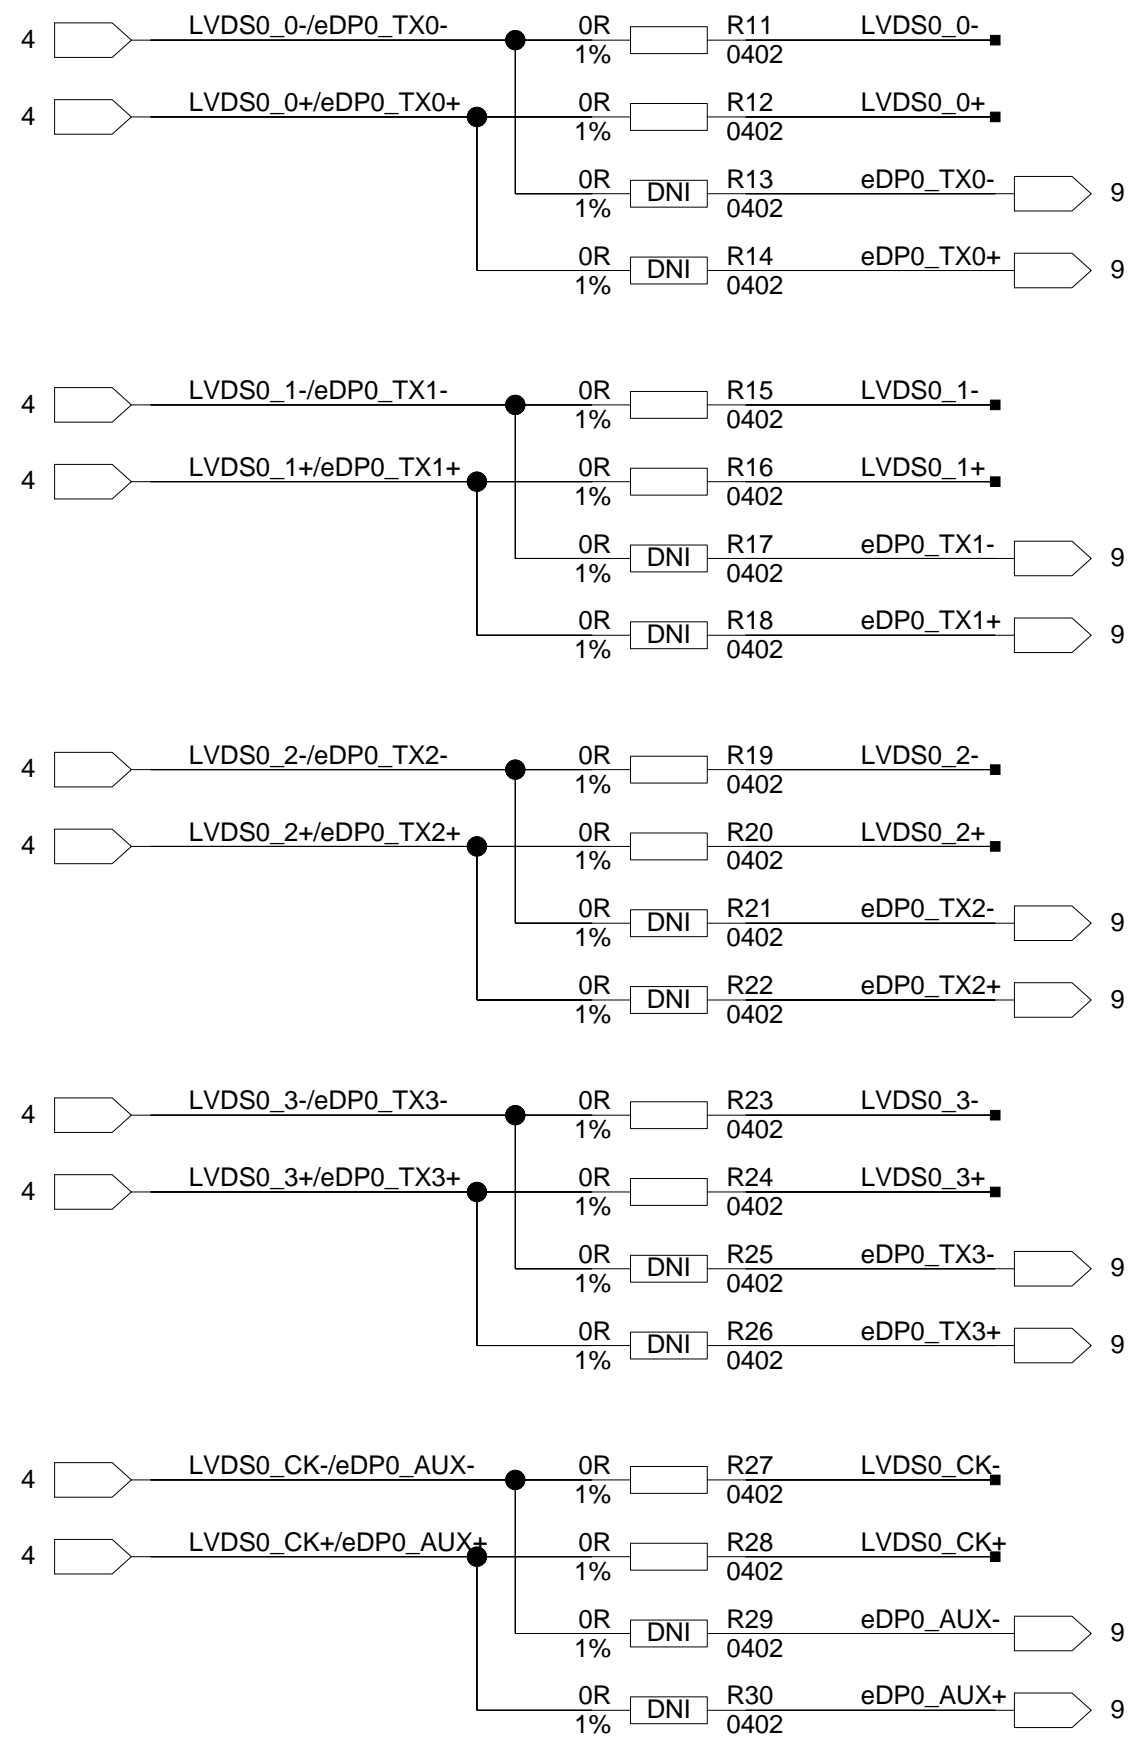 LVDS0_0-/eDP0_TX0- 0R R11 LVDS0_0-
4 1% 0402
LVDS0_0+/eDP0_TX0+ 0R R12 LVDS0_0+
4 1% 0402
0R DNI R13 eDP0_TX0- 9
1% 0402
0R DNI R14 eDP0_TX0+ 9
1% 0402
LVDS0_1-/eDP0_TX1- 0R R15 LVDS0_1-
4 1% 0402
LVDS0_1+/eDP0_TX1+ 0R R16 LVDS0_1+
4 1% 0402
0R DNI R17 eDP0_TX1- 9
1% 0402
0R DNI R18 eDP0_TX1+ 9
1% 0402
LVDS0_2-/eDP0_TX2- 0R R19 LVDS0_2-
4 1% 0402
LVDS0_2+/eDP0_TX2+ 0R R20 LVDS0_2+
4 1% 0402
0R DNI R21 eDP0_TX2- 9
1% 0402
0R DNI R22 eDP0_TX2+ 9
1% 0402
LVDS0_3-/eDP0_TX3- 0R R23 LVDS0_3-
4 1% 0402
LVDS0_3+/eDP0_TX3+ 0R R24 LVDS0_3+
4 1% 0402
0R DNI R25 eDP0_TX3- 9
1% 0402
0R DNI R26 eDP0_TX3+ 9
1% 0402
LVDS0_CK-/eDP0_AUX- 0R R27 LVDS0_CK-
4 1% 0402
LVDS0_CK+/eDP0_AUX+ 0R R28 LVDS0_CK+
4 1% 0402
0R DNI R29 eDP0_AUX- 9
1% 0402
0R DNI R30 eDP0_AUX+ 9
1% 0402